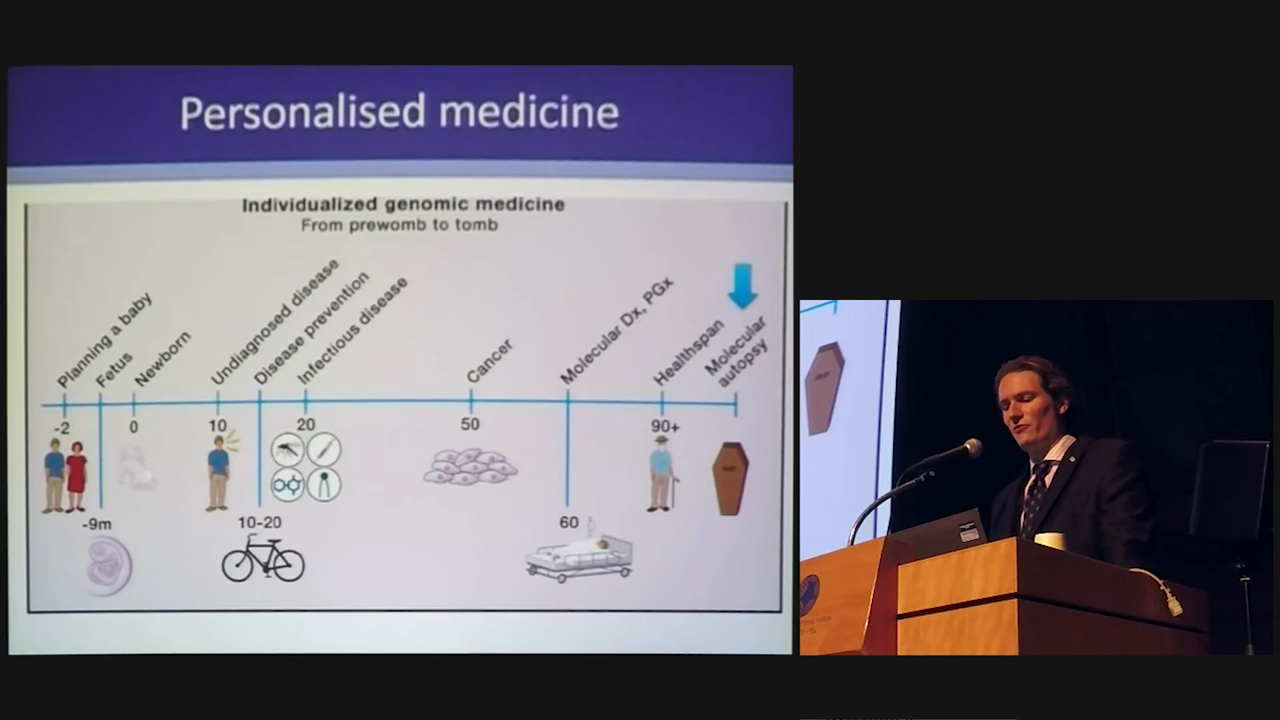 Personalised medicine
Individualized genomic medicine
From prewomb to tomb
Planning a baby
Fetus
Newborn
Undiagnosed disease
Disease prevention
Infectious disease
Cancer
Molecular Dx, PGx
Healthspan
Molecular
autopsy
-2
0
10
20
50
90+
-9m
10-20
60